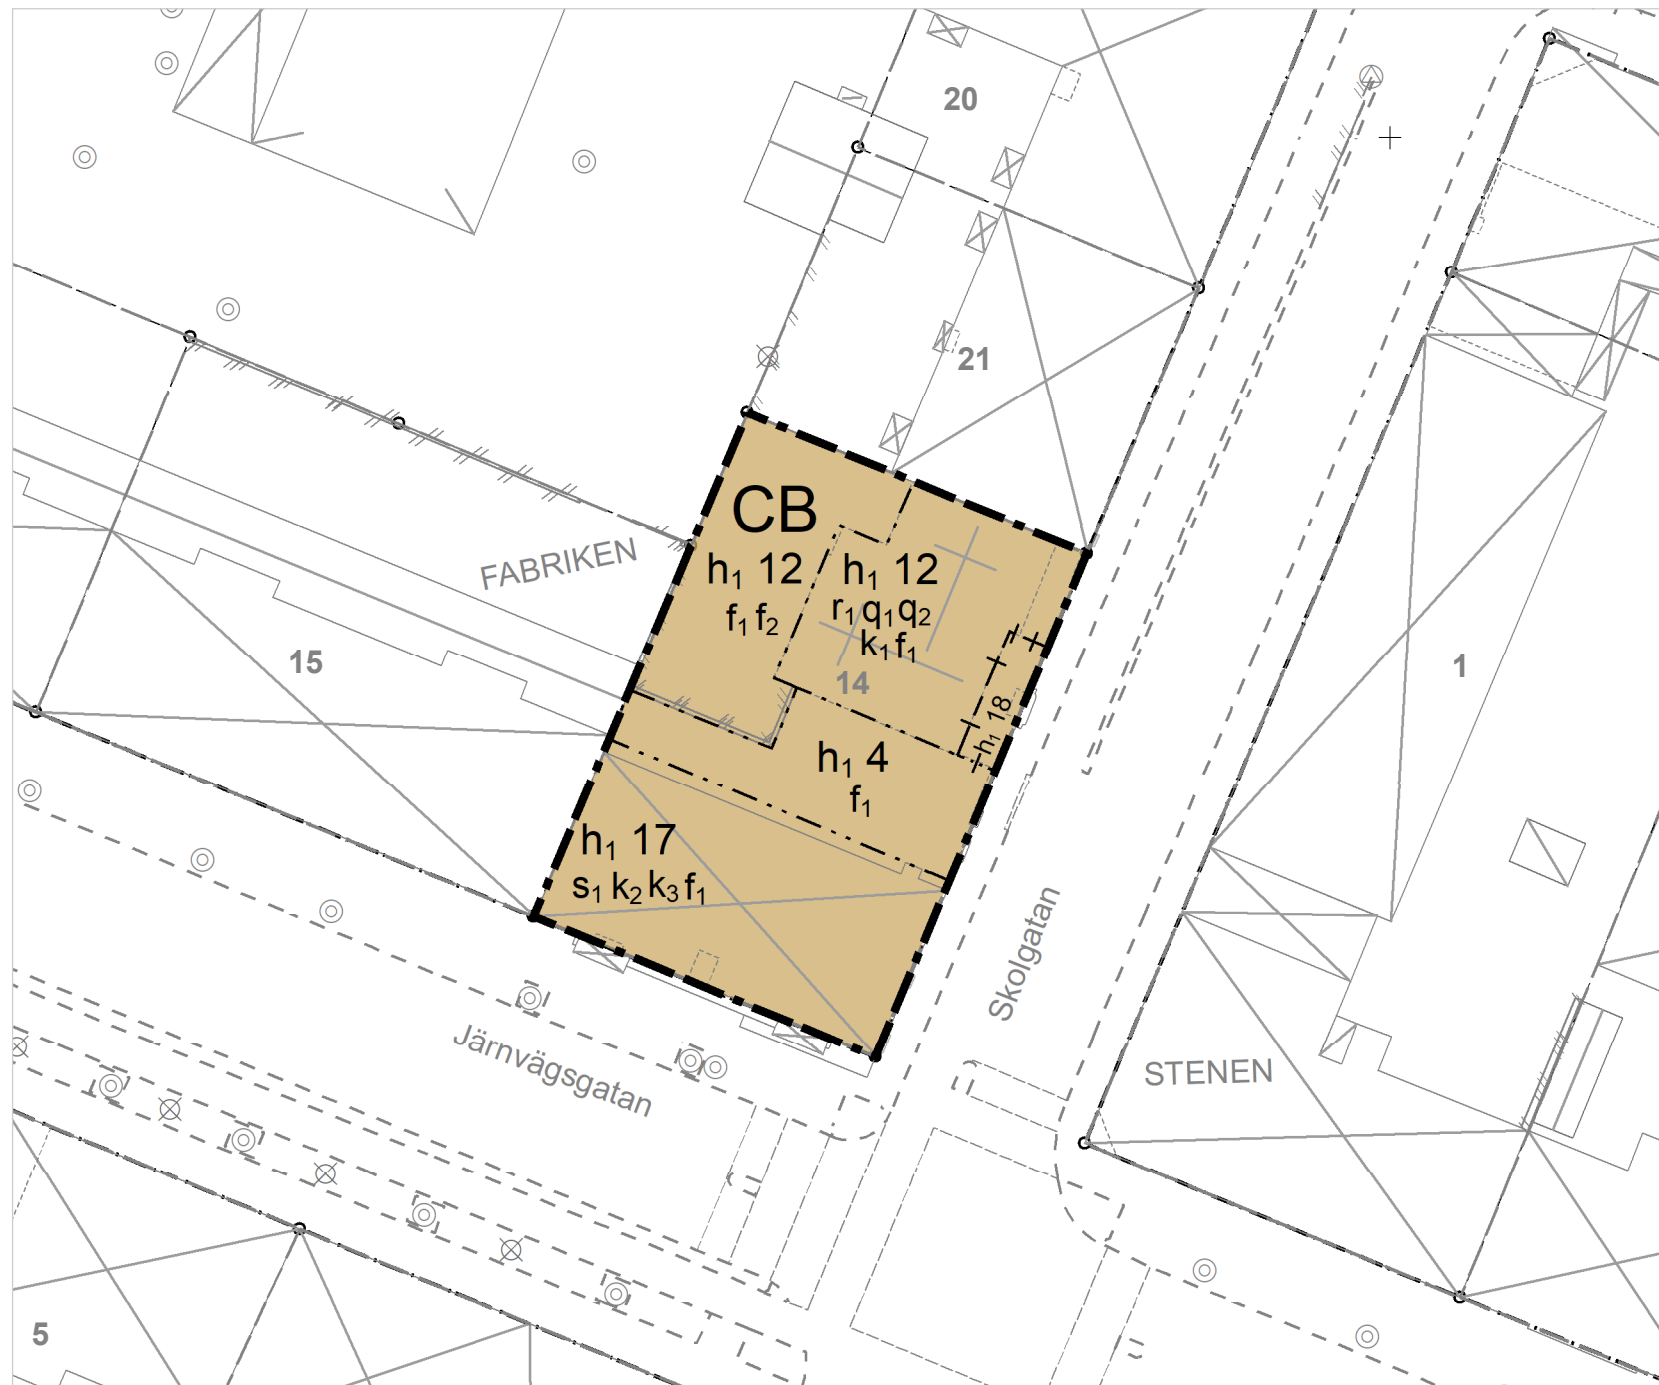 20
21
CB
FABRIKEN
h₁ 12
h₁ 12
f₁ f₂
r₁ q₁ q₂
k₁ f₁
15
14
1
h₁ 18
h₁ 4
f₁
h₁ 17
s₁ k₂ k₃ f₁
Skolgatan
Järnvägsgatan
STENEN
5